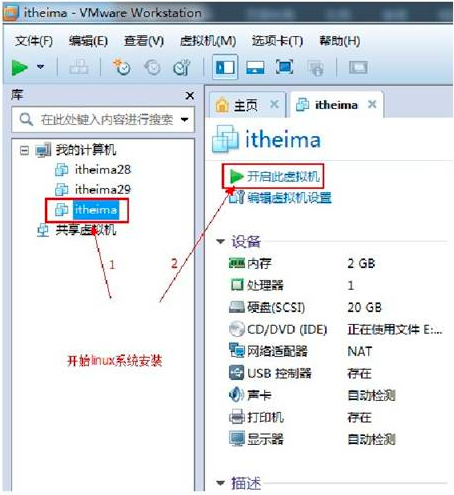 itheima - VMware Workstation
文件(F) 编辑(E) 查看(V) 虚拟机(M) 选项卡(T) 帮助(H)
库
在此处键入内容进行搜索
我的计算机
itheima28
itheima29
itheima
共享虚拟机
1
2
开始linux系统安装
主页
itheima
itheima
开启此虚拟机
编辑虚拟机设置
设备
内存 2 GB
处理器 1
硬盘(SCSI) 20 GB
CD/DVD (IDE) 正在使用文件 E:...
网络适配器 NAT
USB 控制器 存在
声卡 自动检测
打印机 存在
显示器 自动检测
描述